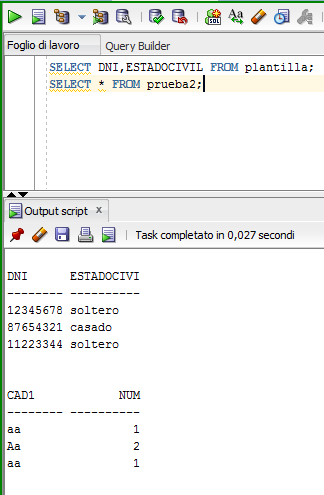 Foglio di lavoro Query Builder
SELECT DNI,ESTADOCIVIL FROM plantilla;
SELECT * FROM prueba2;
Output script x
Task completato in 0,027 secondi
DNI ESTADOCIVI
-------- ----------
12345678 soltero
87654321 casado
11223344 soltero
CAD1 NUM
-------- ----------
aa 1
Aa 2
aa 1